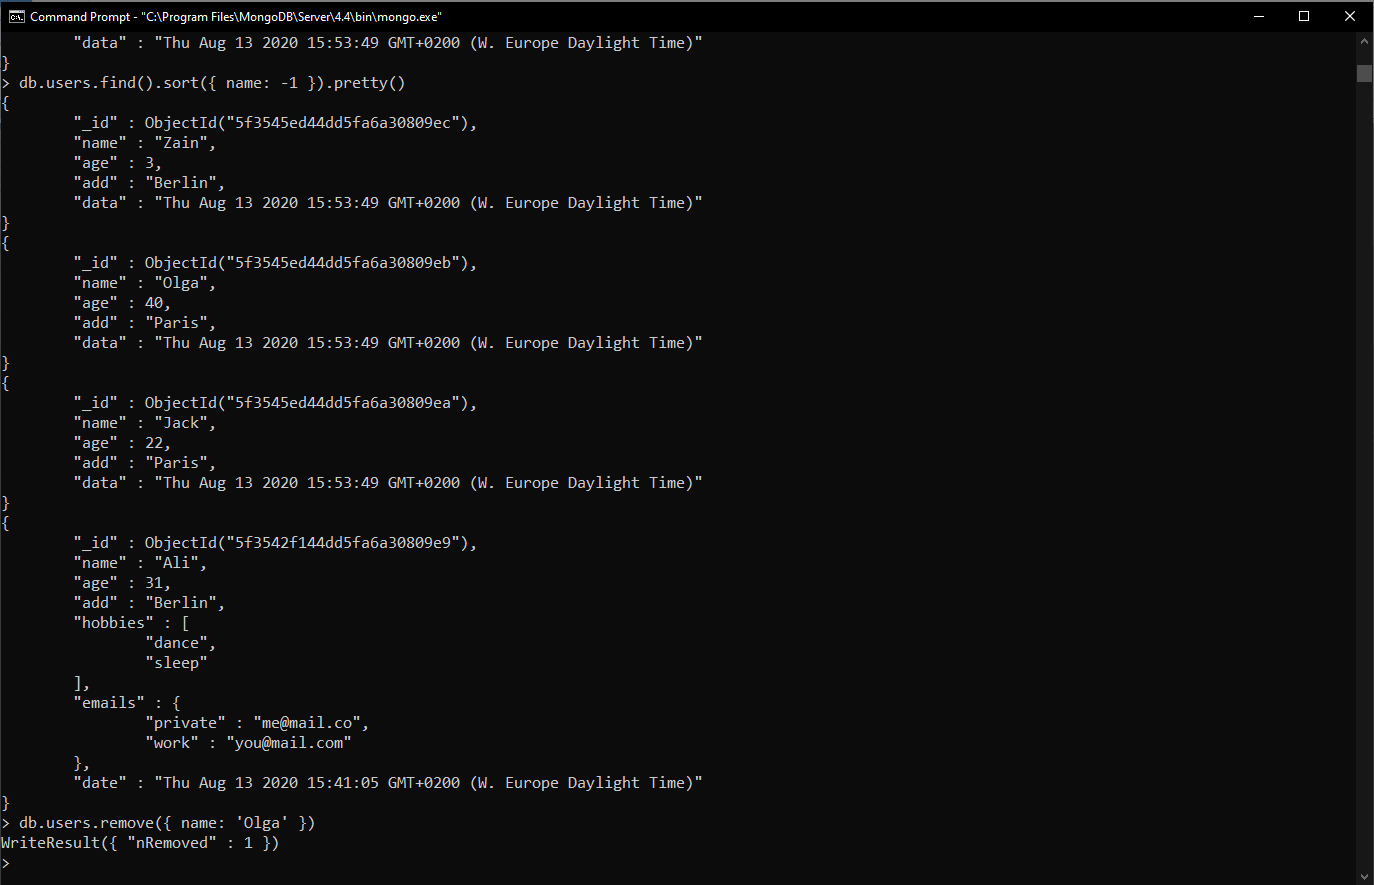 Command Prompt - "C:\Program Files\MongoDB\Server\4.4\bin\mongo.exe"
        "data" : "Thu Aug 13 2020 15:53:49 GMT+0200 (W. Europe Daylight Time)"
}
> db.users.find().sort({ name: -1 }).pretty()
{
        "_id" : ObjectId("5f3545ed44dd5fa6a30809ec"),
        "name" : "Zain",
        "age" : 3,
        "add" : "Berlin",
        "data" : "Thu Aug 13 2020 15:53:49 GMT+0200 (W. Europe Daylight Time)"
}
{
        "_id" : ObjectId("5f3545ed44dd5fa6a30809eb"),
        "name" : "Olga",
        "age" : 40,
        "add" : "Paris",
        "data" : "Thu Aug 13 2020 15:53:49 GMT+0200 (W. Europe Daylight Time)"
}
{
        "_id" : ObjectId("5f3545ed44dd5fa6a30809ea"),
        "name" : "Jack",
        "age" : 22,
        "add" : "Paris",
        "data" : "Thu Aug 13 2020 15:53:49 GMT+0200 (W. Europe Daylight Time)"
}
{
        "_id" : ObjectId("5f3542f144dd5fa6a30809e9"),
        "name" : "Ali",
        "age" : 31,
        "add" : "Berlin",
        "hobbies" : [
                "dance",
                "sleep"
        ],
        "emails" : {
                "private" : "me@mail.co",
                "work" : "you@mail.com"
        },
        "date" : "Thu Aug 13 2020 15:41:05 GMT+0200 (W. Europe Daylight Time)"
}
> db.users.remove({ name: 'Olga' })
WriteResult({ "nRemoved" : 1 })
>